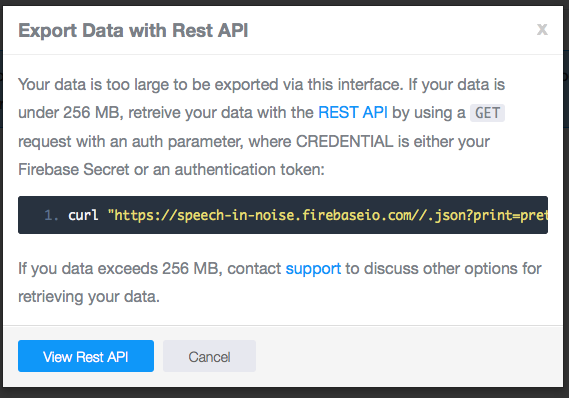 Export Data with Rest API
x
Your data is too large to be exported via this interface. If your data is
under 256 MB, retreive your data with the REST API by using a GET
request with an auth parameter, where CREDENTIAL is either your
Firebase Secret or an authentication token:
1. curl "https://speech-in-noise.firebaseio.com//.json?print=pret
If you data exceeds 256 MB, contact support to discuss other options for
retrieving your data.
View Rest API
Cancel